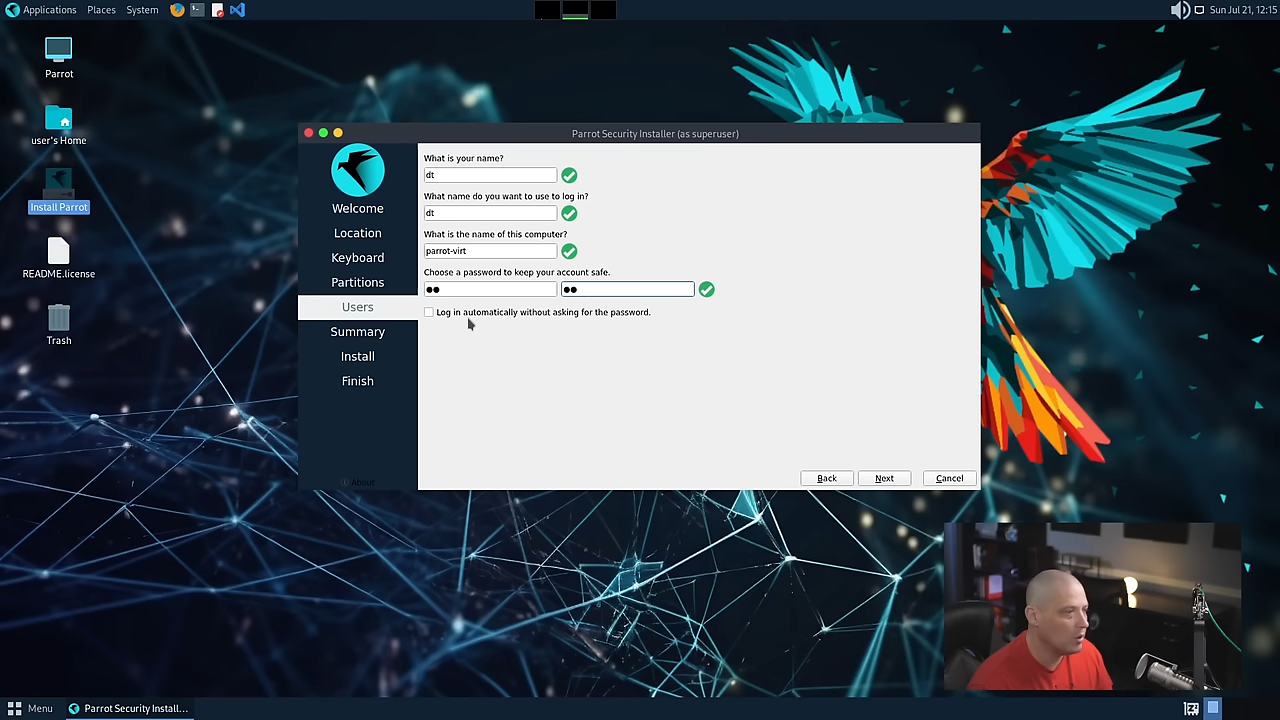 Applications Places System
Sun Jul 21, 12:15
Parrot
user's Home
Install Parrot
README.license
Trash
Parrot Security Installer (as superuser)
Welcome
Location
Keyboard
Partitions
Users
Summary
Install
Finish
About
What is your name?
dt
What name do you want to use to log in?
dt
What is the name of this computer?
parrot-virt
Choose a password to keep your account safe.
●● ●●
Log in automatically without asking for the password.
Back Next Cancel
Menu Parrot Security Install...